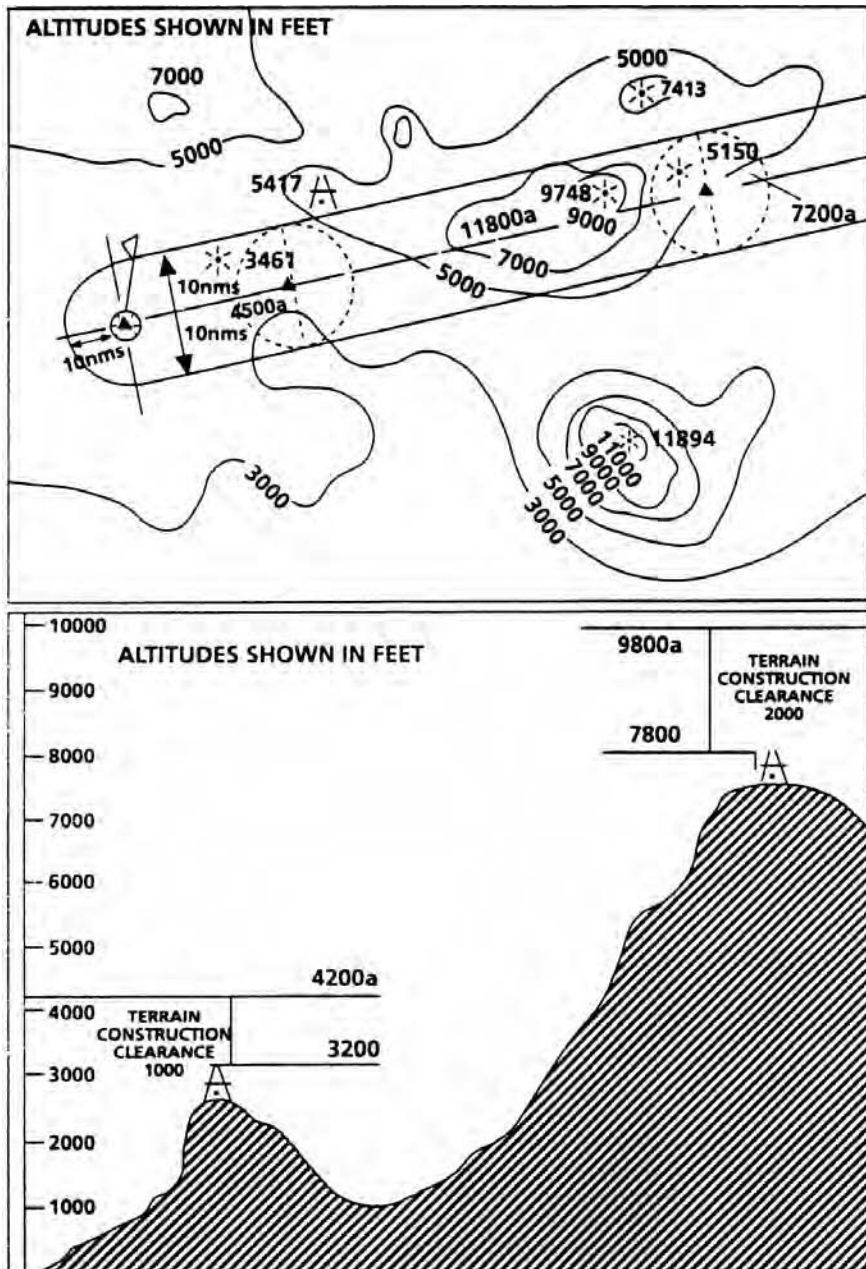 ALTITUDES SHOWN IN FEET
7000
5000
7413
5000
5150
5417
9748
11800a
9000
7200a
7000
3461
5000
10nms
4500a
10nms
10nms
11894
11000
9000
7000
5000
3000
3000
10000
ALTITUDES SHOWN IN FEET
9800a
TERRAIN
CONSTRUCTION
CLEARANCE
2000
9000
8000
7800
7000
6000
5000
4200a
4000
TERRAIN
CONSTRUCTION
CLEARANCE
1000
3200
3000
2000
1000